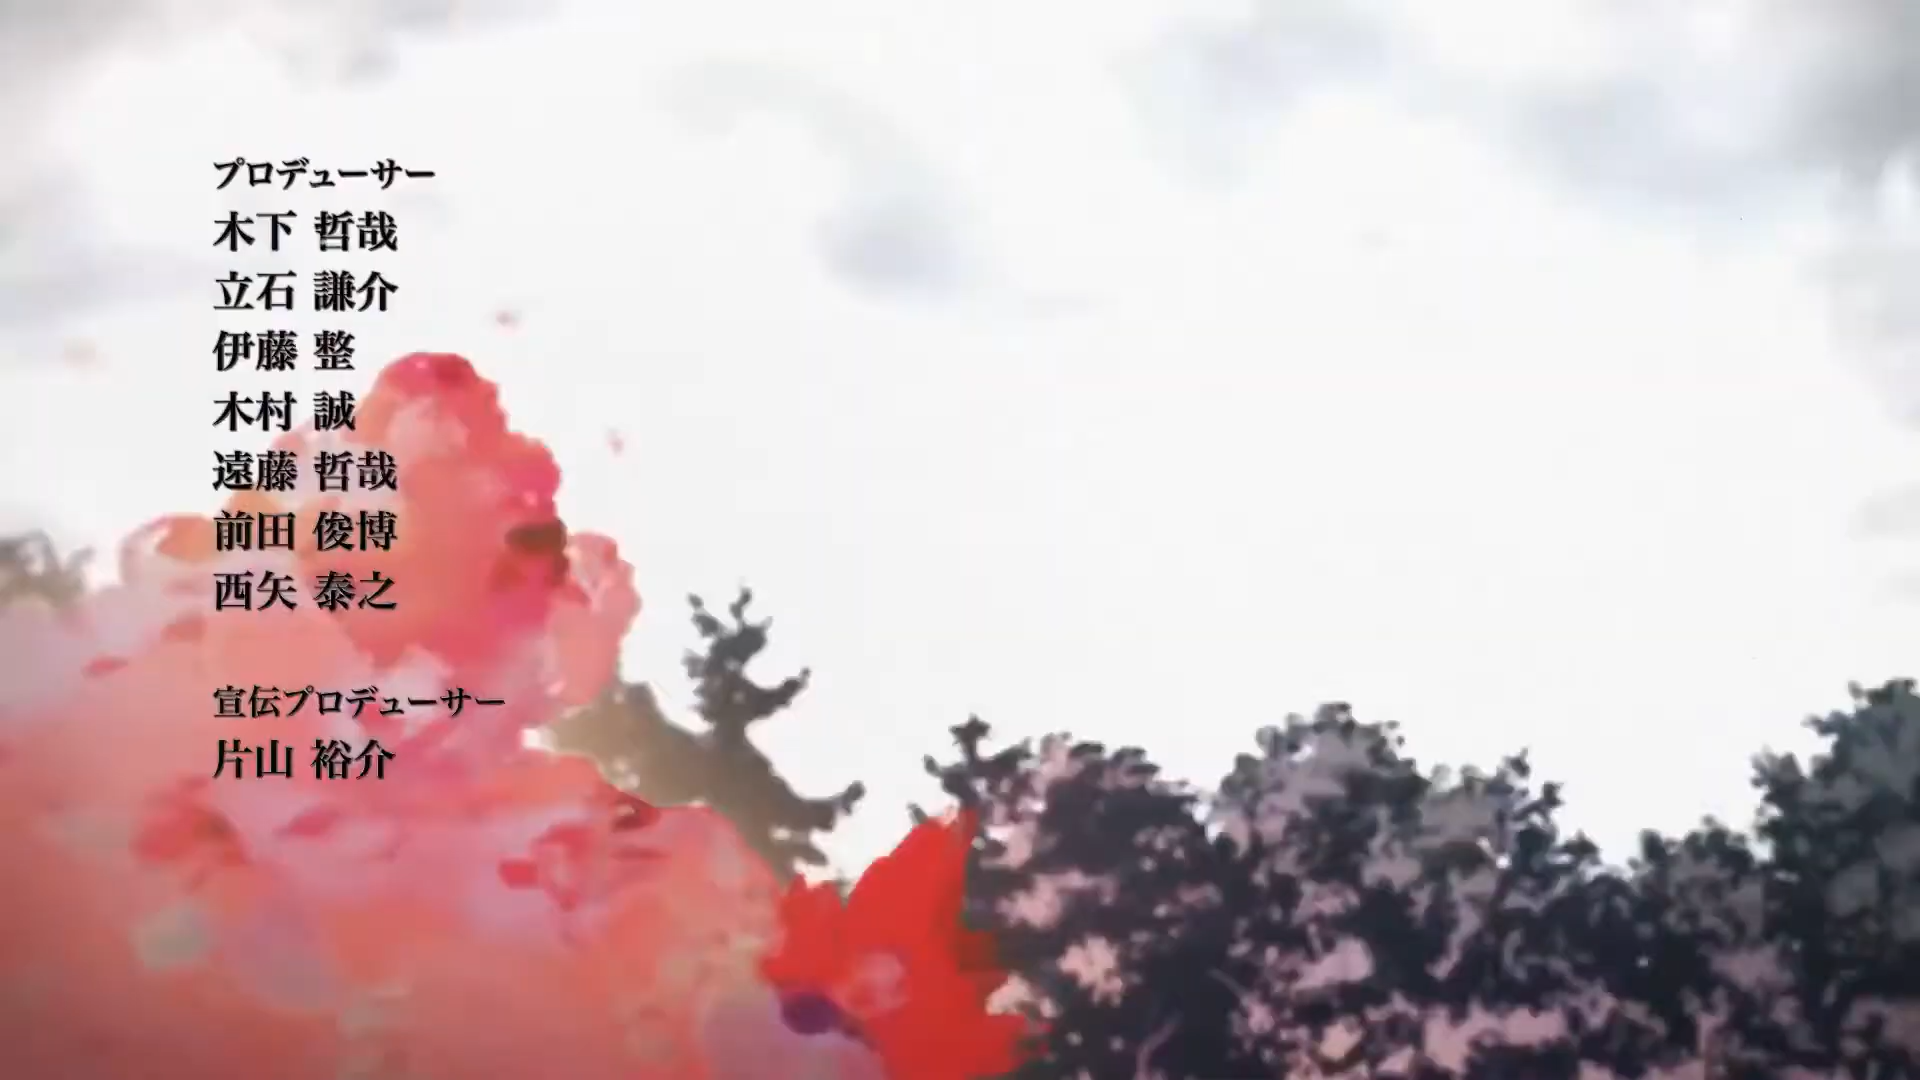 プロデューサー
木下 哲哉
立石 謙介
伊藤 整
木村 誠
遠藤 哲哉
前田 俊博
西矢 泰之
宣伝プロデューサー
片山 裕介